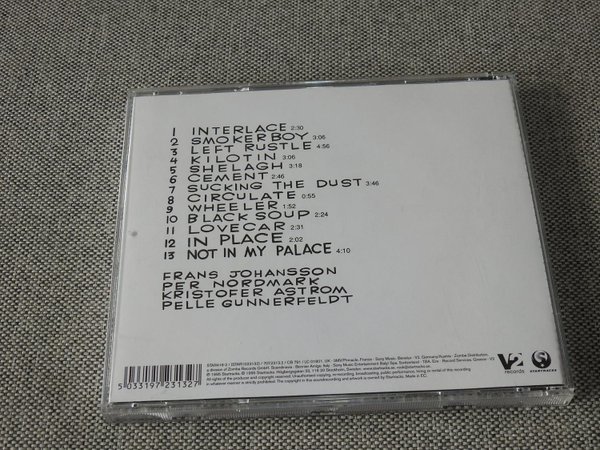 1 INTERLACE 2:30
2 SMOKERBOY 3:06
3 LEFT RUSTLE 4:56
4 KILOTIN 3:06
5 SHELAGH 3:18
6 CEMENT 2:46
7 SUCKING THE DUST 3:46
8 CIRCULATE 0:55
9 WHEELER 1:52
10 BLACK SOUP 2:24
11 LOVECAR 2:31
12 IN PLACE 2:02
13 NOT IN MY PALACE 4:10
FRANS JOHANSSON
PER NORDMARK
KRISTOFER ASTROM
PELLE GUNNERFELDT
5 033197 231327
V2
records
STARTRACKS